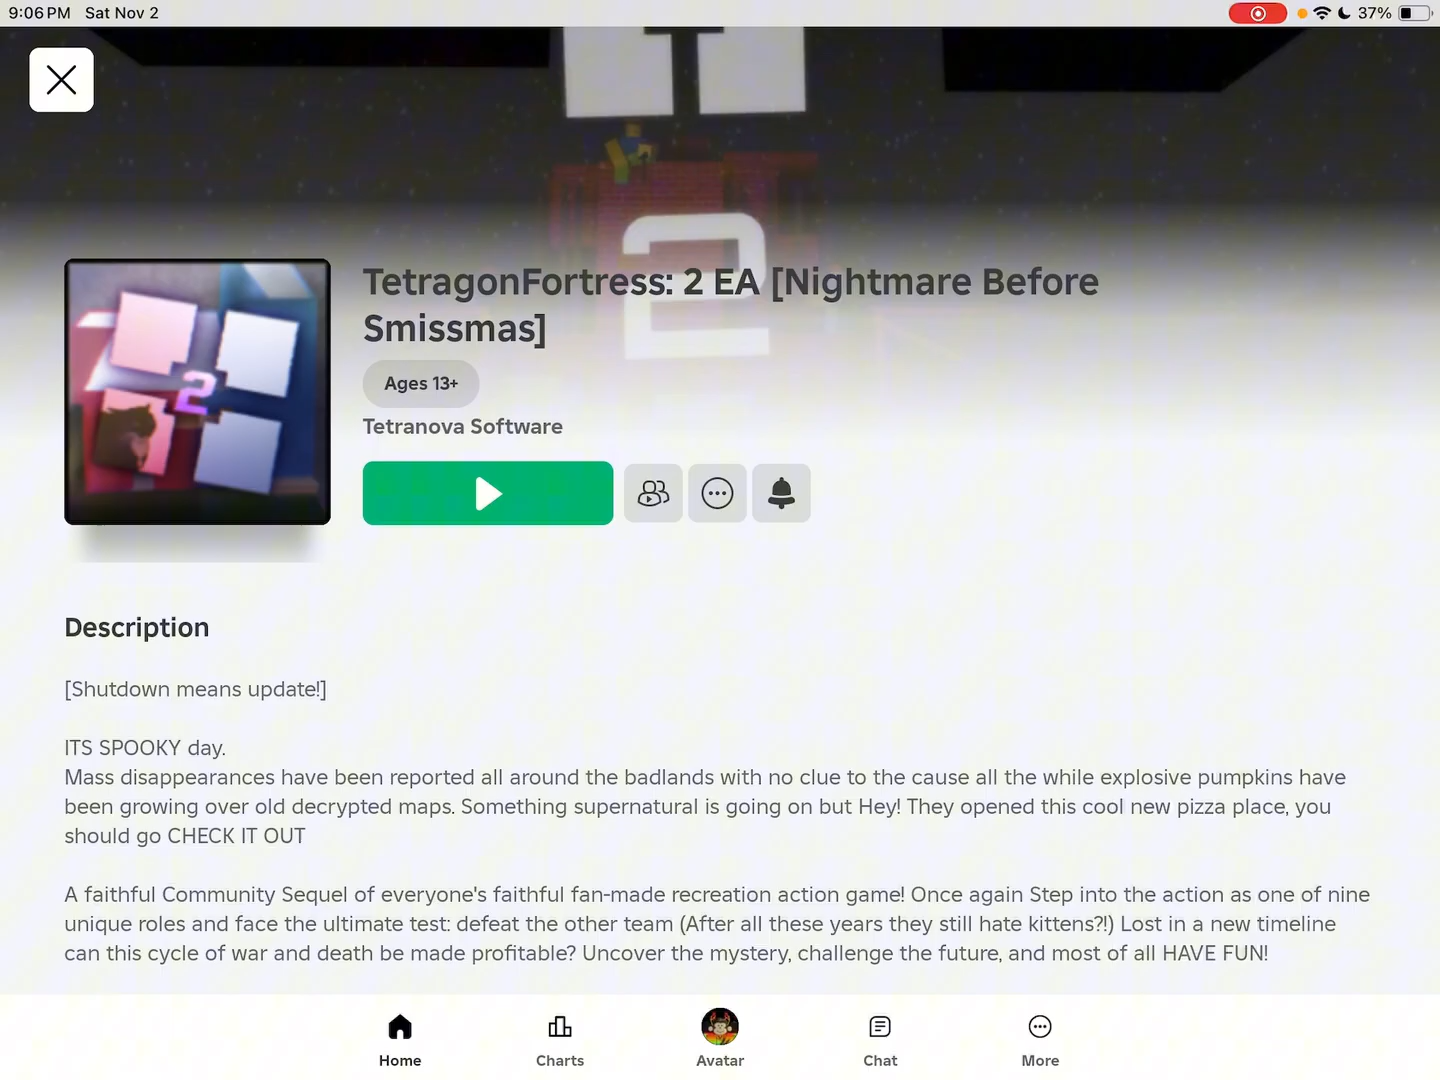 9:06 PM Sat Nov 2
37%
2
TetragonFortress: 2 EA [Nightmare Before
Smissmas]
2
Ages 13+
Tetranova Software
Description
[Shutdown means update!]
ITS SPOOKY day.
Mass disappearances have been reported all around the badlands with no clue to the cause all the while explosive pumpkins have
been growing over old decrypted maps. Something supernatural is going on but Hey! They opened this cool new pizza place, you
should go CHECK IT OUT
A faithful Community Sequel of everyone's faithful fan-made recreation action game! Once again Step into the action as one of nine
unique roles and face the ultimate test: defeat the other team (After all these years they still hate kittens?!) Lost in a new timeline
can this cycle of war and death be made profitable? Uncover the mystery, challenge the future, and most of all HAVE FUN!
Home Charts Avatar Chat More